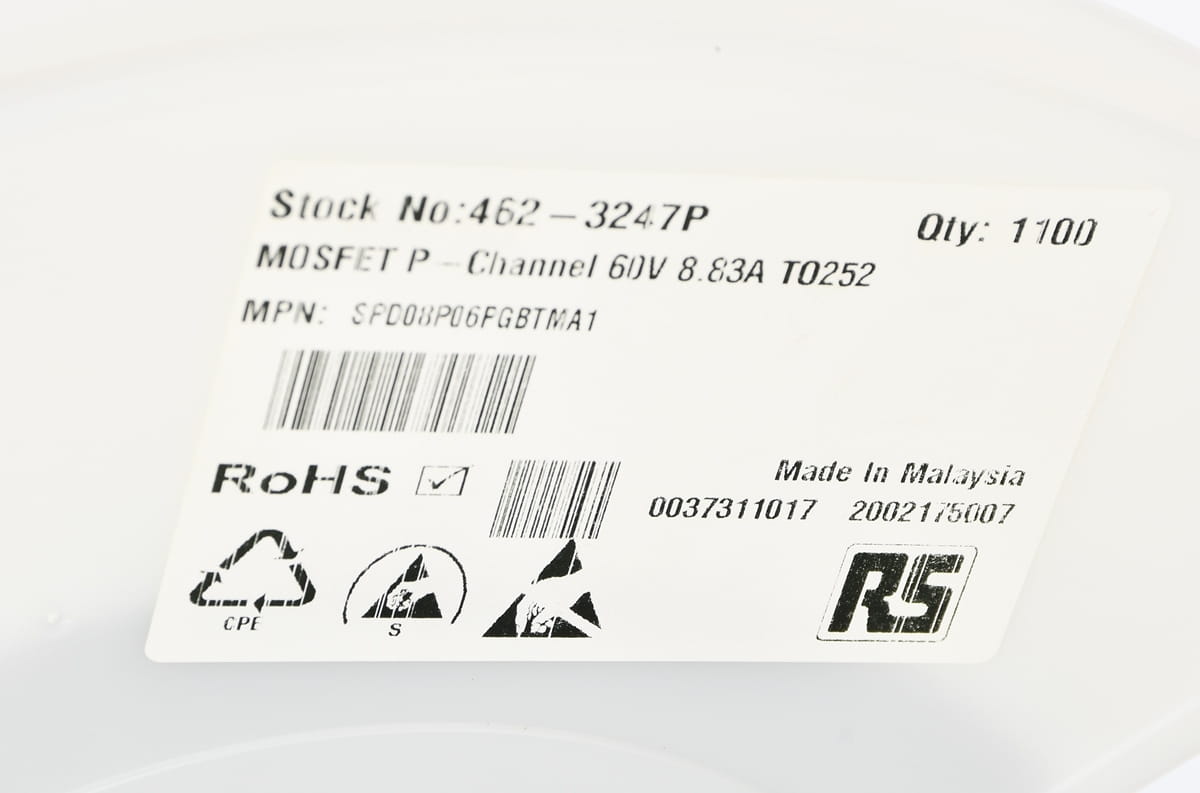 Stock No:462-3247P
Qty: 1100
MOSFET P-Channel 60V 8.83A TO252
MPN: SPD08P06PGBTMA1
RoHS
Made In Malaysia
0037311017 2002175007
CPE
S
RS